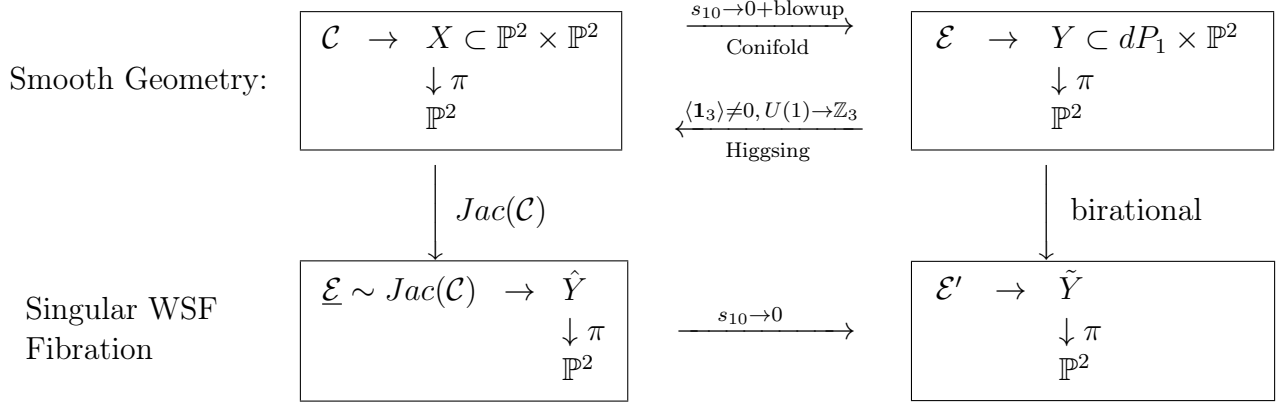 Smooth Geometry:
𝒞 → X ⊂ ℙ² × ℙ²
↓ π
ℙ²
s₁₀→0+blowup
Conifold
⟨𝟏₃⟩≠0, U(1)→ℤ₃
Higgsing
ℰ → Y ⊂ dP₁ × ℙ²
↓ π
ℙ²
Jac(𝒞)
birational
Singular WSF
Fibration
ℰ̲ ∼ Jac(𝒞) → Ŷ
↓ π
ℙ²
s₁₀→0
ℰ′ → Ỹ
↓ π
ℙ²